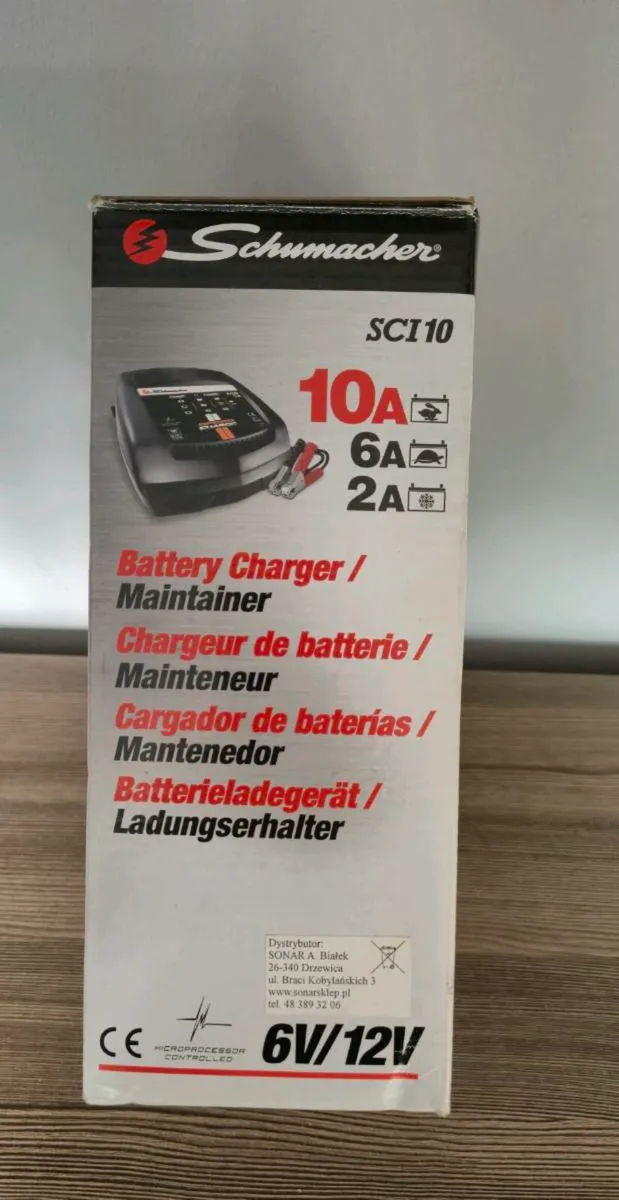 Schumacher®
SCI10
10A
6A
2A
Schumacher
Battery Charger /
Maintainer
Chargeur de batterie /
Mainteneur
Cargador de baterías /
Mantenedor
Batterieladegerät /
Ladungserhalter
Dystrybutor:
SONAR A. Białek
26-340 Drzewica
ul. Braci Kobylańskich 3
www.sonarsklep.pl
tel. 48 389 32 06
CE
MICROPROCESSOR
CONTROLLED
6V/12V